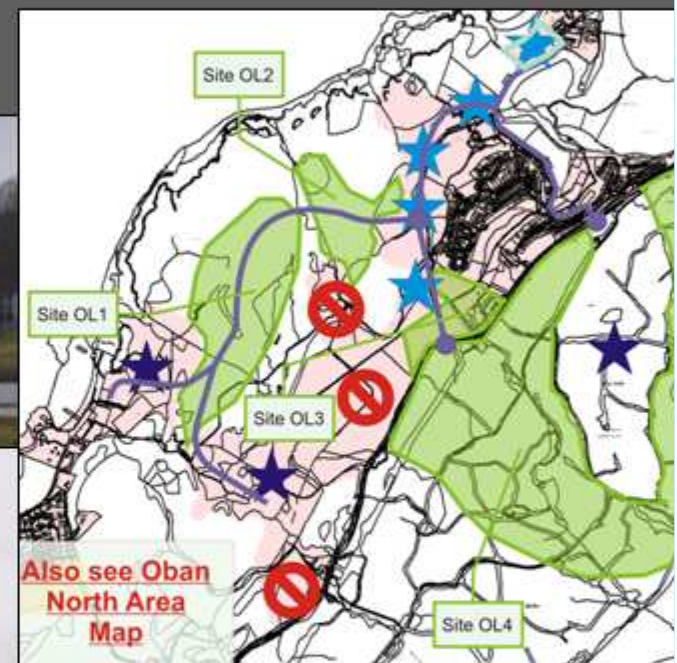 Site OL2
Site OL1
Site OL3
Also see Oban
North Area
Map
Site OL4